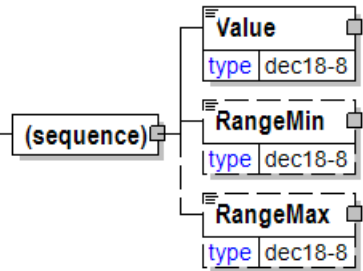 Value
type dec18-8
(sequence)
RangeMin
type dec18-8
RangeMax
type dec18-8